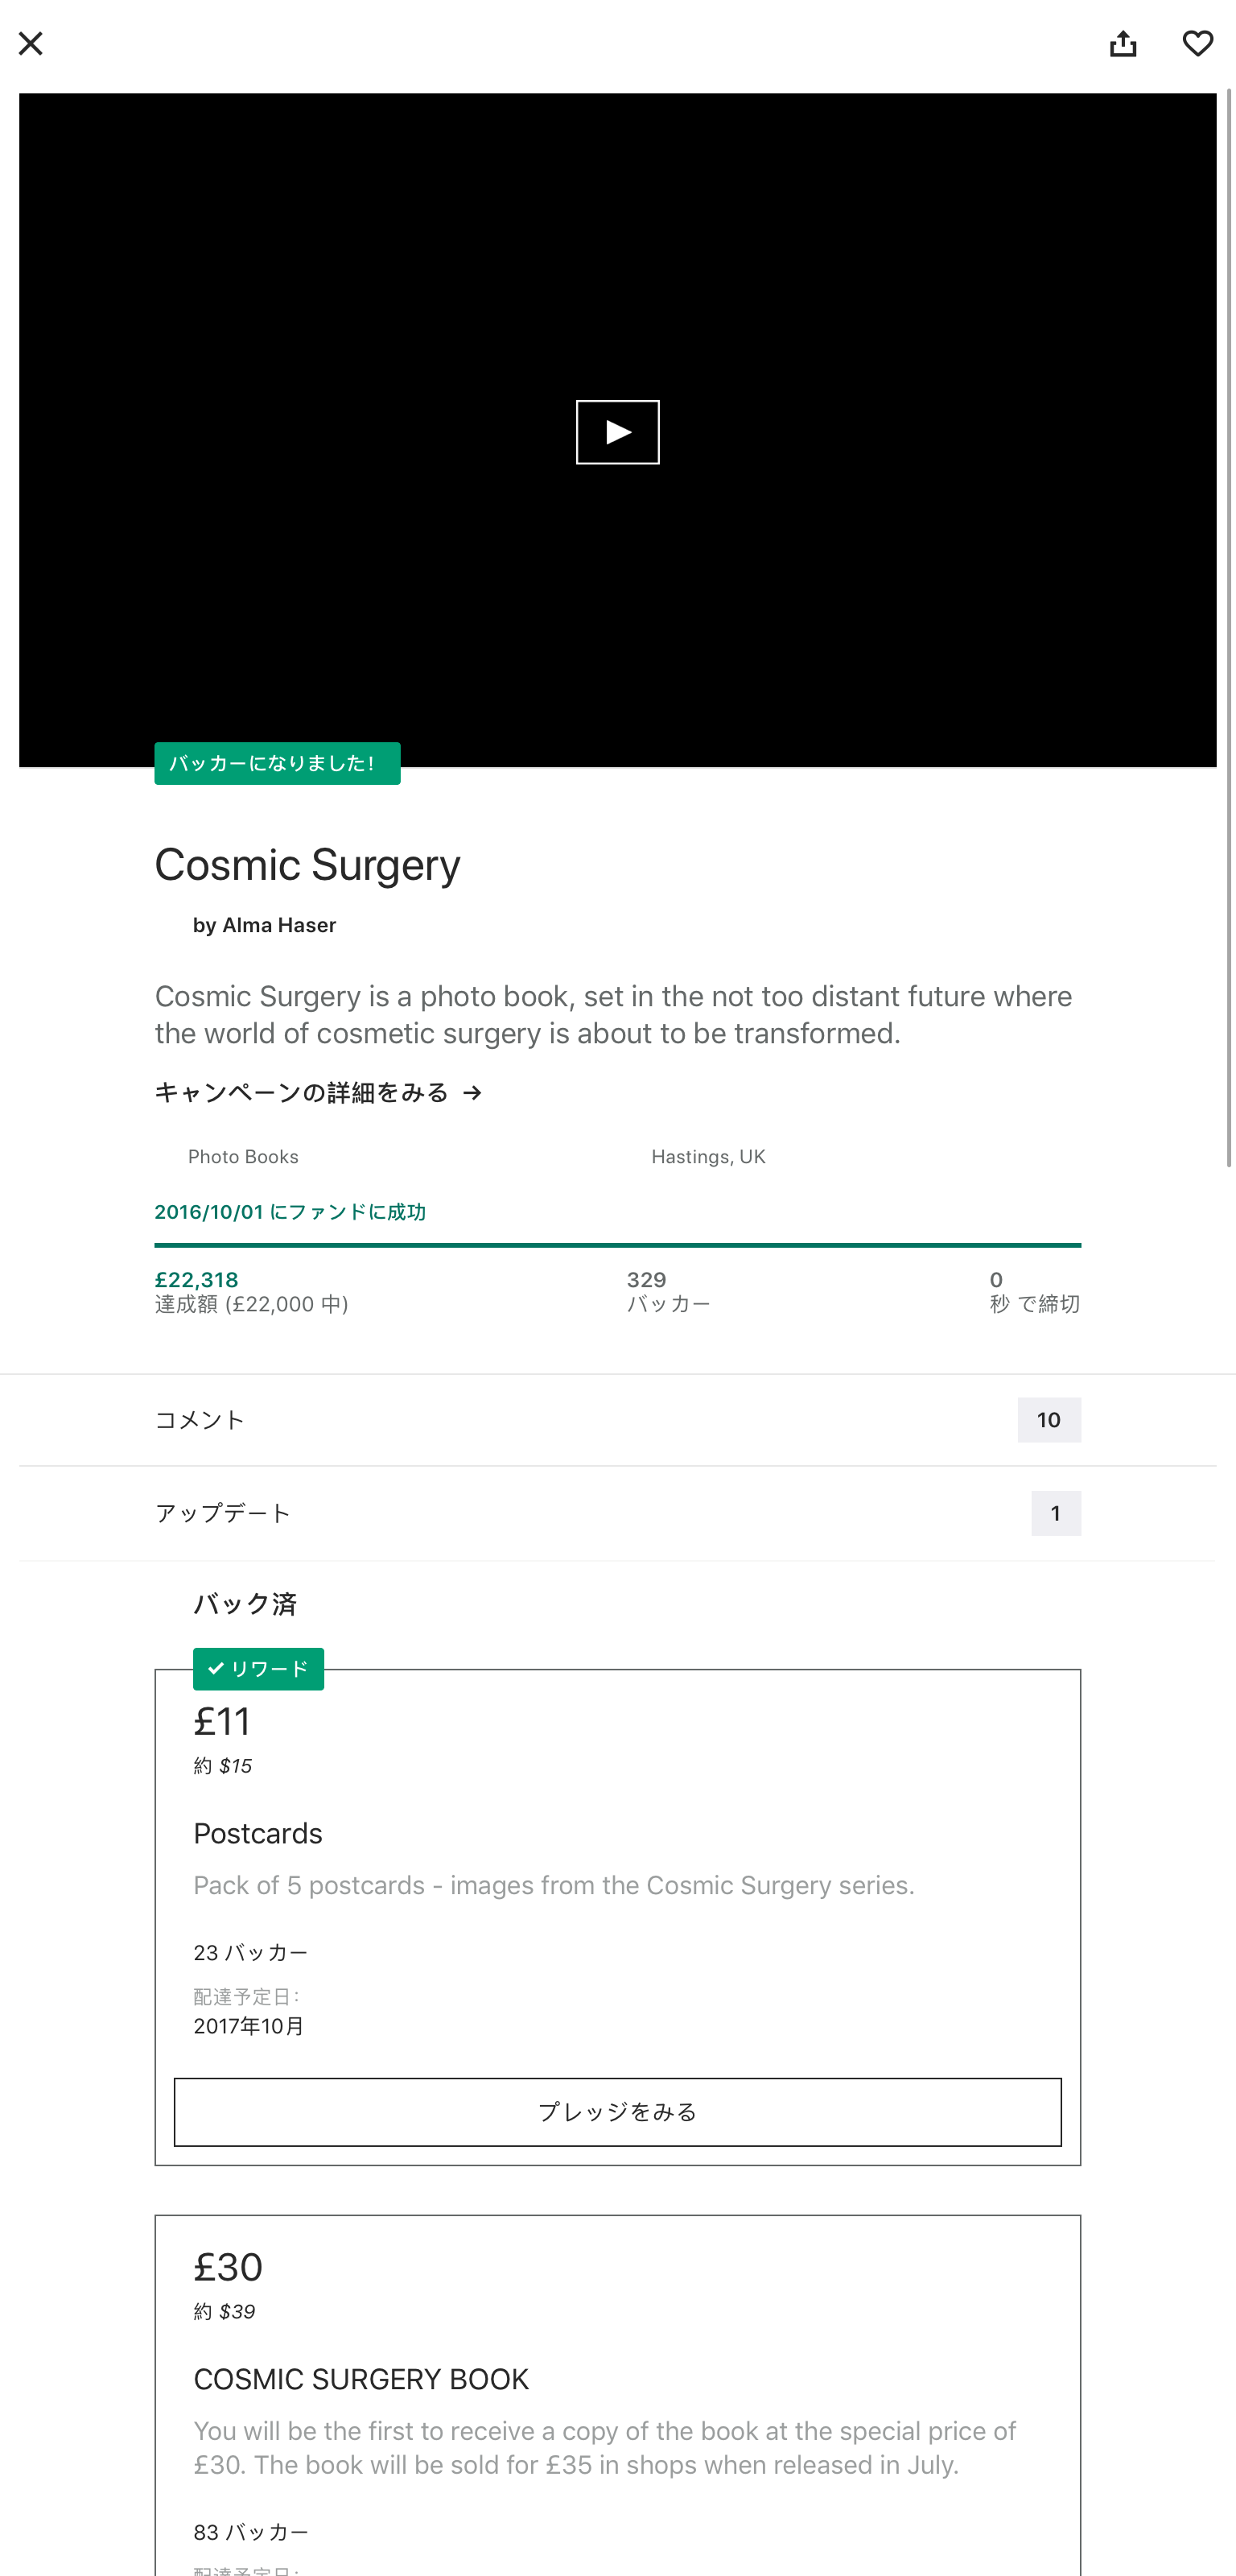 バッカーになりました！
Cosmic Surgery
by Alma Haser
Cosmic Surgery is a photo book, set in the not too distant future where
the world of cosmetic surgery is about to be transformed.
キャンペーンの詳細をみる →
Photo Books
Hastings, UK
2016/10/01 にファンドに成功
£22,318
達成額 (£22,000 中)
329
バッカー
0
秒 で締切
コメント
10
アップデート
1
バック済
リワード
£11
約 $15
Postcards
Pack of 5 postcards - images from the Cosmic Surgery series.
23 バッカー
配達予定日：
2017年10月
プレッジをみる
£30
約 $39
COSMIC SURGERY BOOK
You will be the first to receive a copy of the book at the special price of
£30. The book will be sold for £35 in shops when released in July.
83 バッカー
配達予定日：